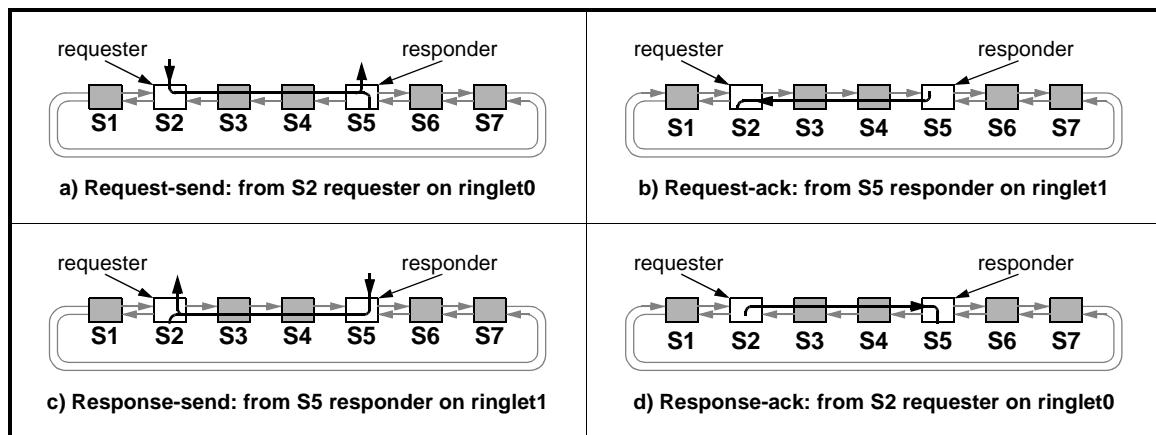 requester responder
S1 S2 S3 S4 S5 S6 S7
a) Request-send: from S2 requester on ringlet0
requester responder
S1 S2 S3 S4 S5 S6 S7
b) Request-ack: from S5 responder on ringlet1
requester responder
S1 S2 S3 S4 S5 S6 S7
c) Response-send: from S5 responder on ringlet1
requester responder
S1 S2 S3 S4 S5 S6 S7
d) Response-ack: from S2 requester on ringlet0